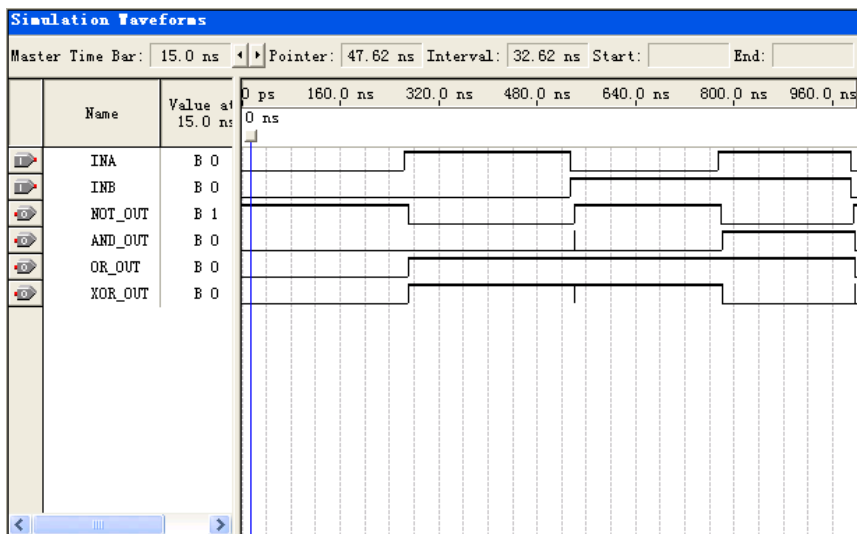 Simulation Waveforms
Master Time Bar: 15.0 ns Pointer: 47.62 ns Interval: 32.62 ns Start: End:
Name Value at 15.0 ns
0 ps 160.0 ns 320.0 ns 480.0 ns 640.0 ns 800.0 ns 960.0 ns
0 ns
INA B 0
INB B 0
NOT_OUT B 1
AND_OUT B 0
OR_OUT B 0
XOR_OUT B 0